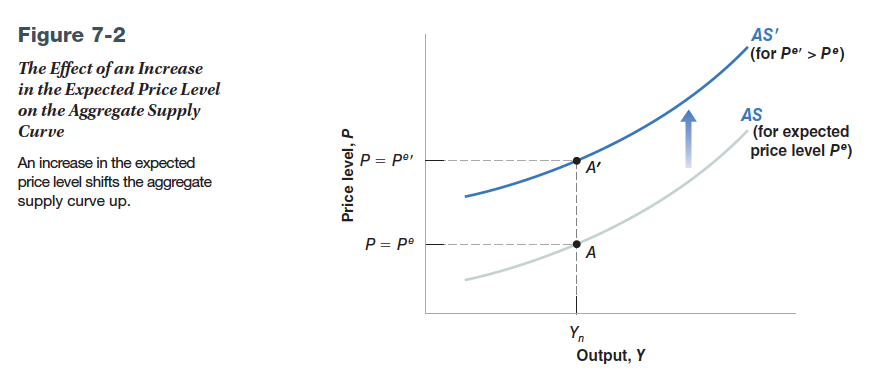 Figure 7-2
The Effect of an Increase
in the Expected Price Level
on the Aggregate Supply
Curve
An increase in the expected
price level shifts the aggregate
supply curve up.
Price level, P
P = Pᵉ′
P = Pᵉ
A′
A
AS′
(for Pᵉ′ > Pᵉ)
AS
(for expected
price level Pᵉ)
Yₙ
Output, Y